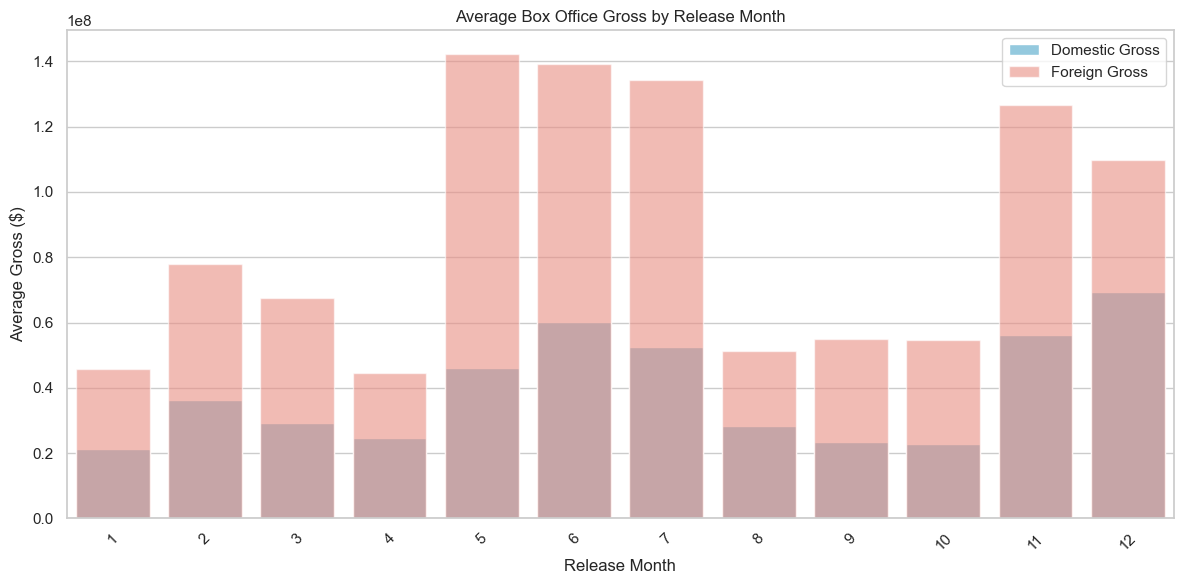 Average Box Office Gross by Release Month
1e8
Domestic Gross
Foreign Gross
1.4
1.2
1.0
0.8
0.6
0.4
0.2
0.0
Average Gross ($)
1 2 3 4 5 6 7 8 9 10 11 12
Release Month